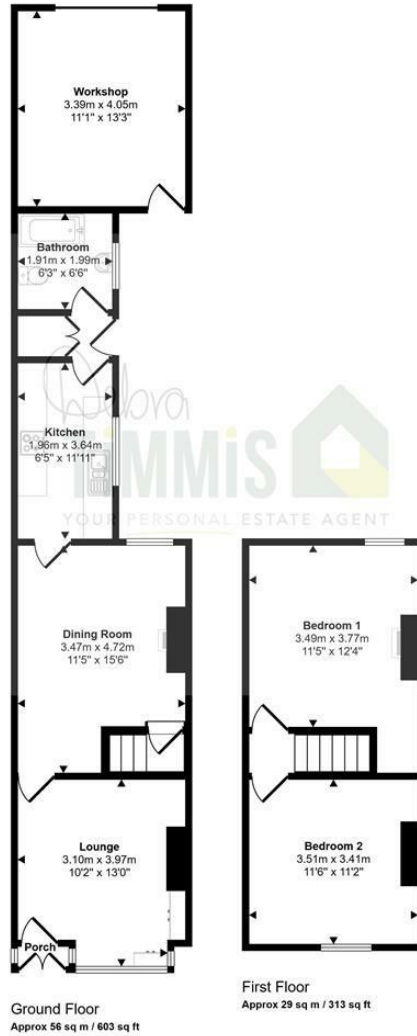 Workshop
3.39m x 4.05m
11'1" x 13'3"
Bathroom
1.91m x 1.99m
6'3" x 6'6"
Kitchen
1.96m x 3.64m
6'5" x 11'11"
Debra
TiMMiS
YOUR PERSONAL ESTATE AGENT
Dining Room
3.47m x 4.72m
11'5" x 15'6"
Bedroom 1
3.49m x 3.77m
11'5" x 12'4"
Lounge
3.10m x 3.97m
10'2" x 13'0"
Bedroom 2
3.51m x 3.41m
11'6" x 11'2"
Porch
Ground Floor
Approx 56 sq m / 603 sq ft
First Floor
Approx 29 sq m / 313 sq ft